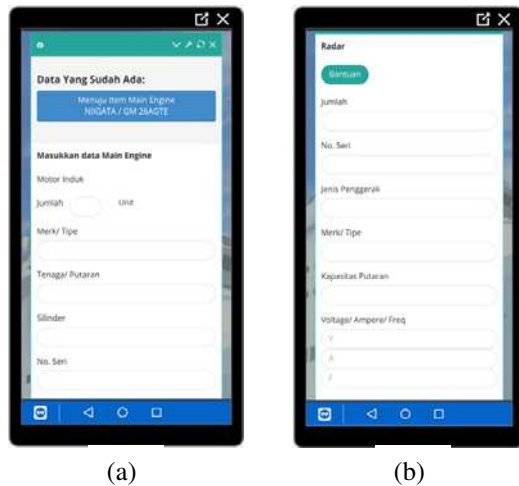 Data Yang Sudah Ada:
Menuju Item Main Engine
NIIGATA / GM 26AGTE
Masukkan data Main Engine
Motor Induk
Jumlah Unit
Merk/ Tipe
Tenaga/ Putaran
Silinder
No. Seri
(a)
Radar
Bantuan
Jumlah
No. Seri
Jenis Penggerak
Merk/ Tipe
Kapasitas Putaran
Voltage/ Ampere/ Freq
V
A
F
(b)